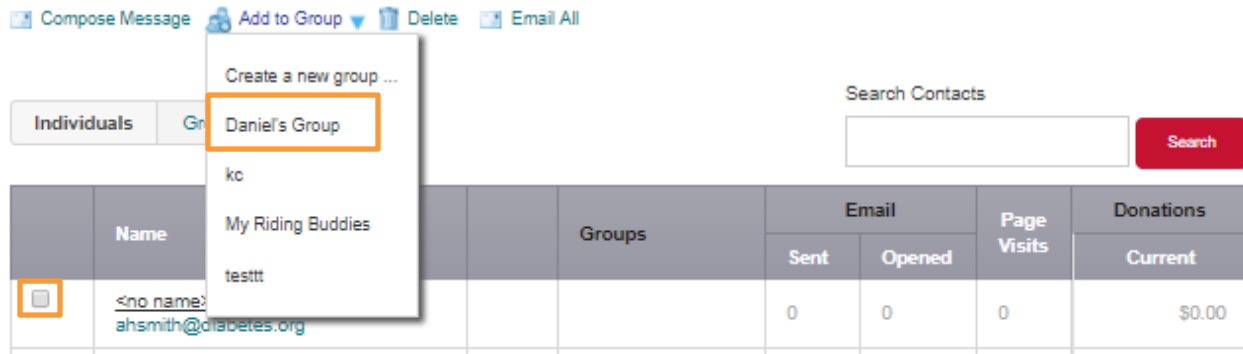 Compose Message Add to Group Delete Email All
Create a new group ...
Daniel's Group
kc
My Riding Buddies
testtt
Search Contacts
Individuals Gr
Search
Name Groups Email Page Visits Donations
Sent Opened Current
<no name>
ahsmith@diabetes.org
0 0 0 $0.00